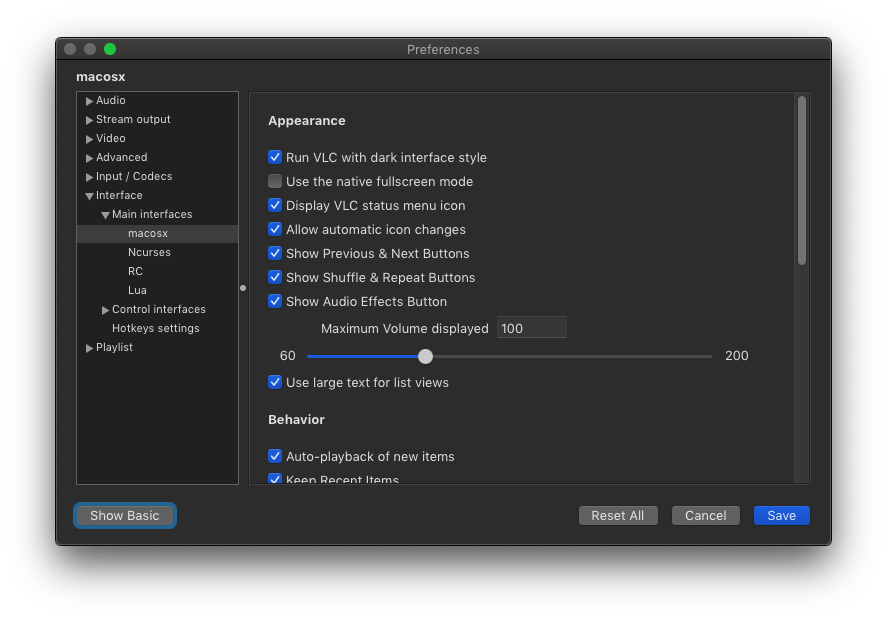 Preferences
macosx
Audio
Stream output
Video
Advanced
Input / Codecs
Interface
Main interfaces
macosx
Ncurses
RC
Lua
Control interfaces
Hotkeys settings
Playlist
Appearance
Run VLC with dark interface style
Use the native fullscreen mode
Display VLC status menu icon
Allow automatic icon changes
Show Previous & Next Buttons
Show Shuffle & Repeat Buttons
Show Audio Effects Button
Maximum Volume displayed 100
60 200
Use large text for list views
Behavior
Auto-playback of new items
Keep Recent Items
Show Basic Reset All Cancel Save